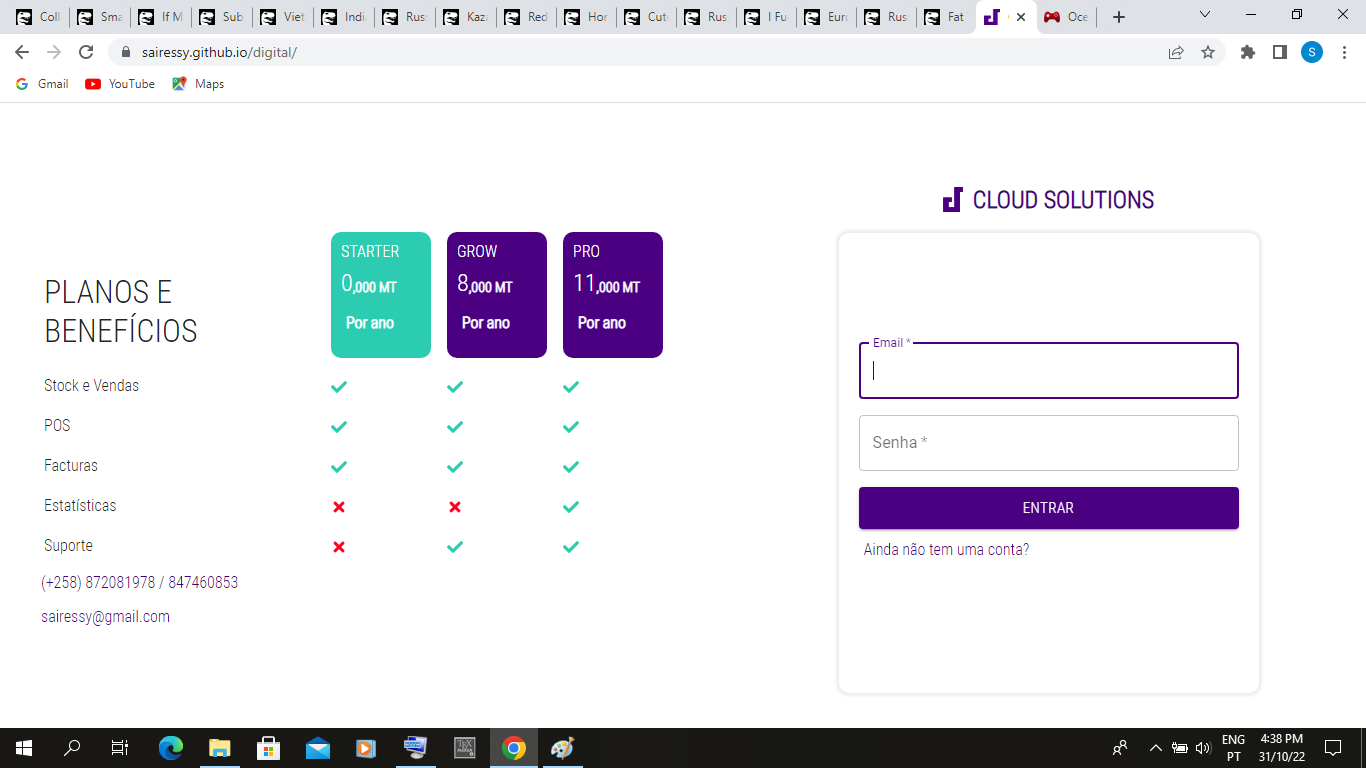 Coll
Sma
If M
Sub
Viet
Indi
Rus
Kaz
Red
Hor
Cut
Rus
I Fu
Euro
Rus
Fat
Oce
sairessy.github.io/digital/
S
Gmail
YouTube
Maps
CLOUD SOLUTIONS
STARTER
0,000 MT
Por ano
GROW
8,000 MT
Por ano
PRO
11,000 MT
Por ano
PLANOS E
BENEFÍCIOS
Stock e Vendas
POS
Facturas
Estatísticas
Suporte
(+258) 872081978 / 847460853
sairessy@gmail.com
Email *
Senha *
ENTRAR
Ainda não tem uma conta?
ENG
PT
4:38 PM
31/10/22